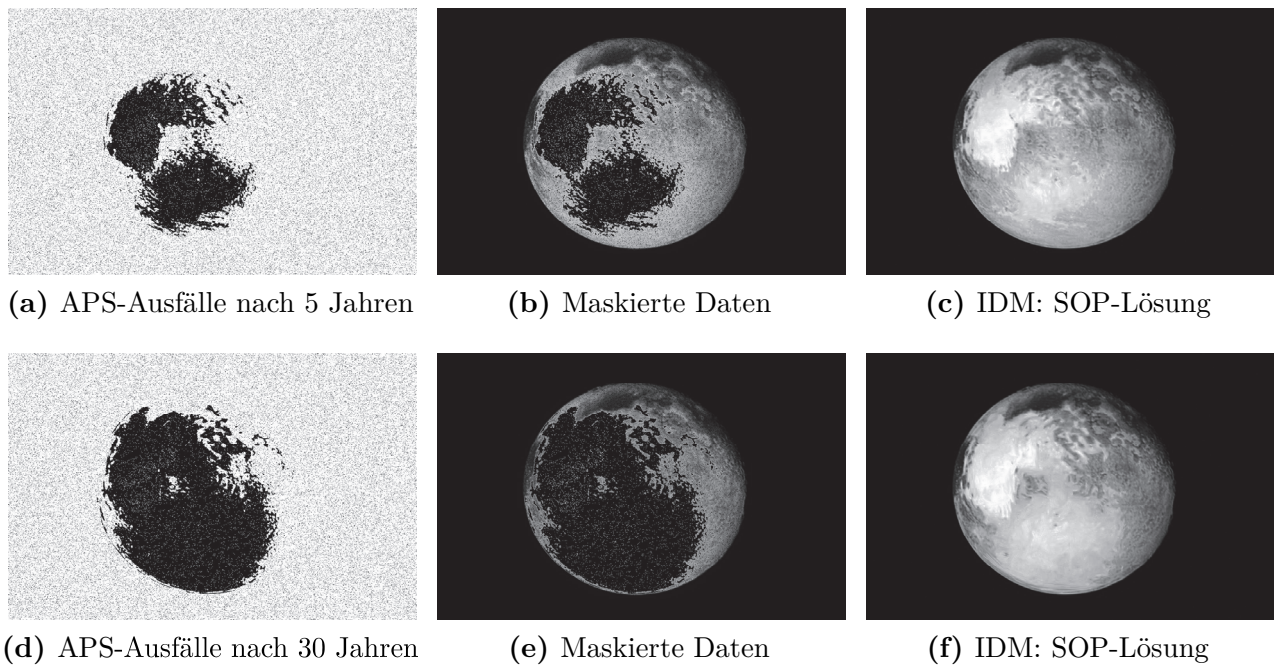 (a) APS-Ausfälle nach 5 Jahren
(b) Maskierte Daten
(c) IDM: SOP-Lösung
(d) APS-Ausfälle nach 30 Jahren
(e) Maskierte Daten
(f) IDM: SOP-Lösung